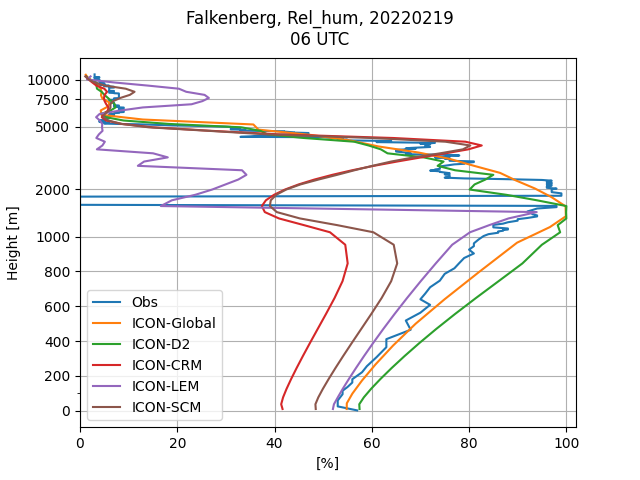 Falkenberg, Rel_hum, 20220219
06 UTC
10000
7500
5000
2000
1000
800
600
400
200
0
Height [m]
Obs
ICON-Global
ICON-D2
ICON-CRM
ICON-LEM
ICON-SCM
0 20 40 60 80 100
[%]